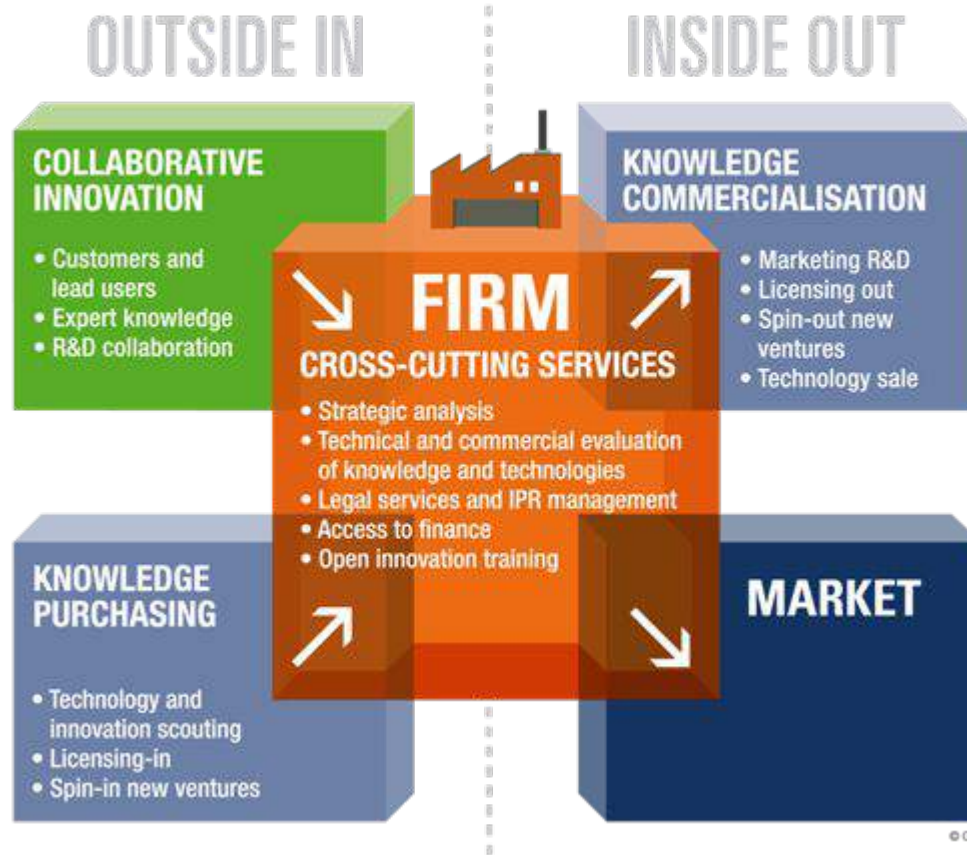 OUTSIDE IN
INSIDE OUT
COLLABORATIVE
INNOVATION
• Customers and
lead users
• Expert knowledge
• R&D collaboration
KNOWLEDGE
COMMERCIALISATION
• Marketing R&D
• Licensing out
• Spin-out new
ventures
• Technology sale
FIRM
CROSS-CUTTING SERVICES
• Strategic analysis
• Technical and commercial evaluation
of knowledge and technologies
• Legal services and IPR management
• Access to finance
• Open innovation training
KNOWLEDGE
PURCHASING
• Technology and
innovation scouting
• Licensing-in
• Spin-in new ventures
MARKET
©